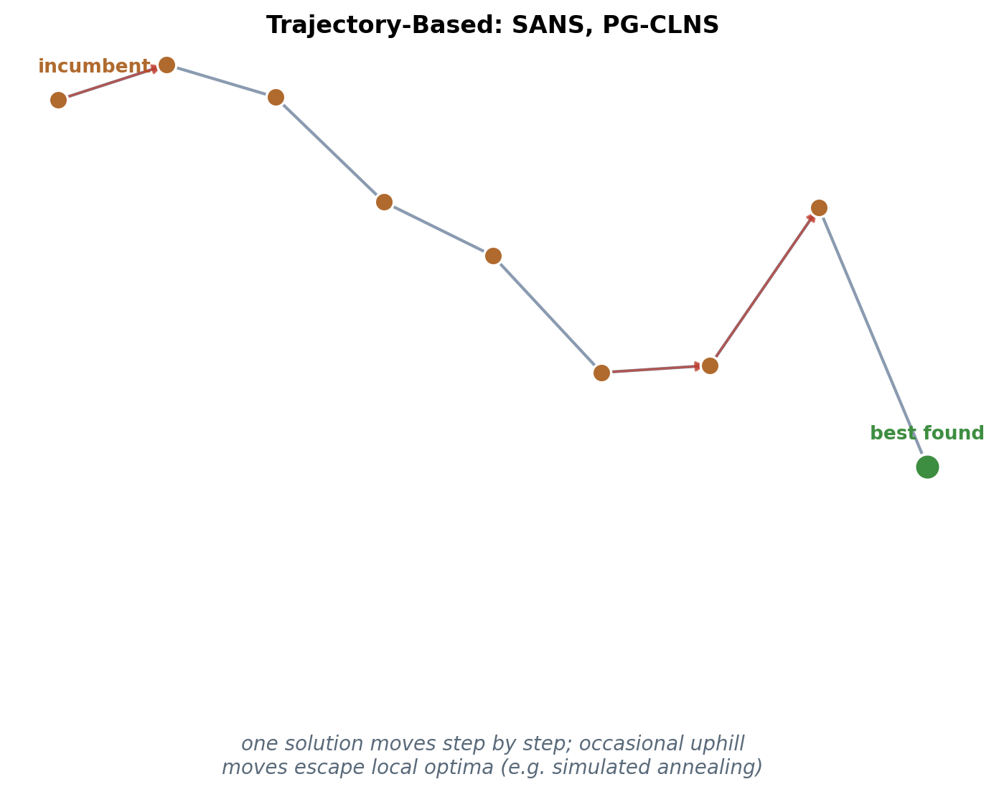 Trajectory-Based: SANS, PG-CLNS
incumbent
best found
one solution moves step by step; occasional uphill
moves escape local optima (e.g. simulated annealing)